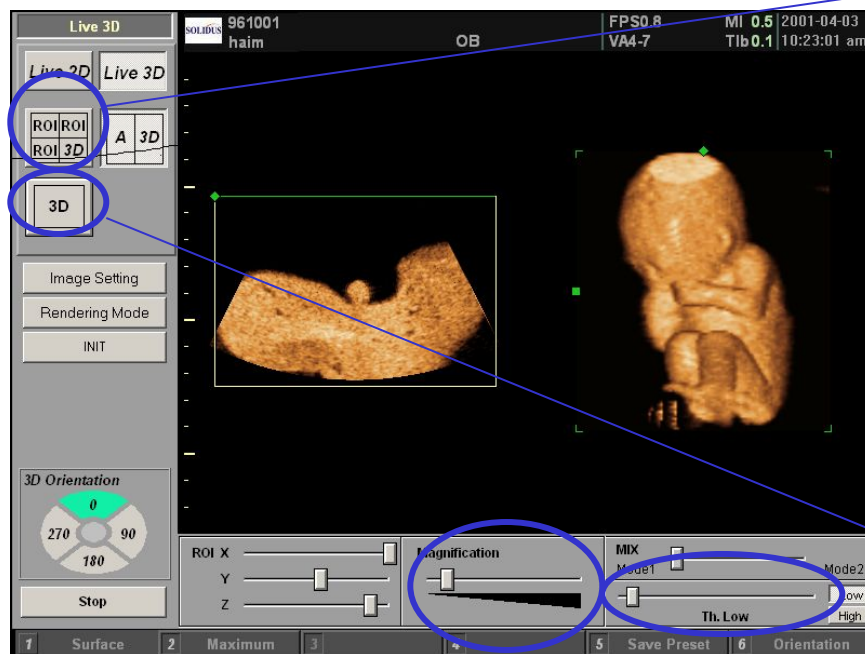 Live 3D
SOLIDUS
961001
haim
OB
FPS0.8
VA4-7
MI 0.5
TIb0.1
2001-04-03
10:23:01 am
Live 2D
Live 3D
ROI ROI
ROI 3D
A 3D
3D
Image Setting
Rendering Mode
INIT
3D Orientation
0
270
90
180
Stop
ROI X
Y
Z
Magnification
MIX
Mode1
Mode2
Th. Low
Low
High
1 Surface
2 Maximum
3
4
5 Save Preset
6 Orientation